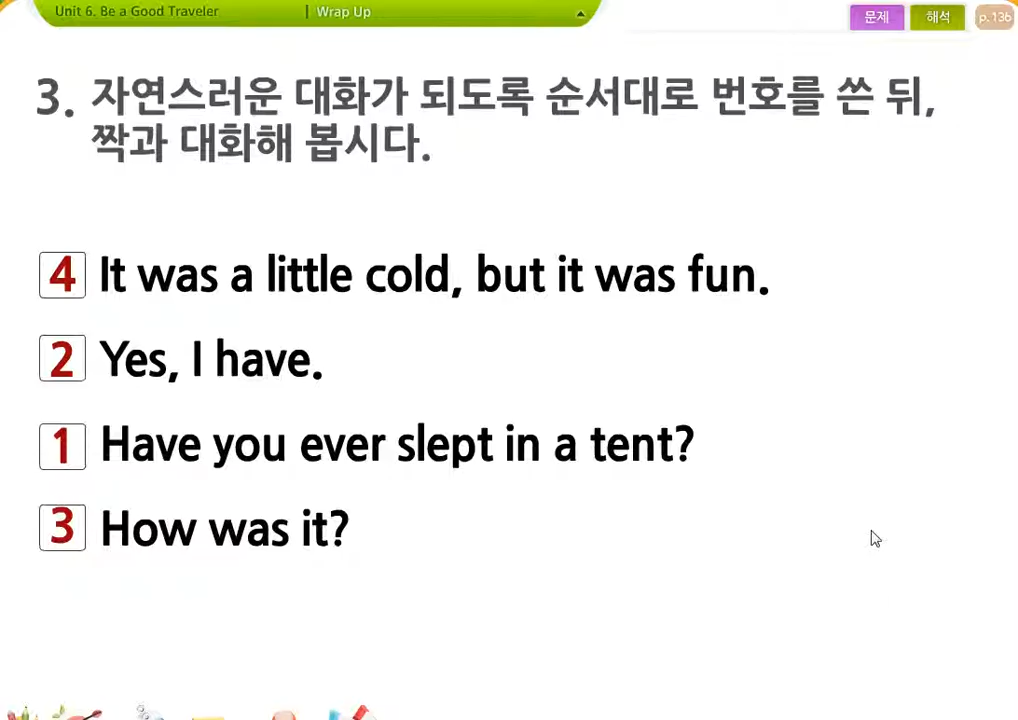 Unit 6. Be a Good Traveler | Wrap Up
문제 해석 p.136
3. 자연스러운 대화가 되도록 순서대로 번호를 쓴 뒤,
짝과 대화해 봅시다.
4 It was a little cold, but it was fun.
2 Yes, I have.
1 Have you ever slept in a tent?
3 How was it?